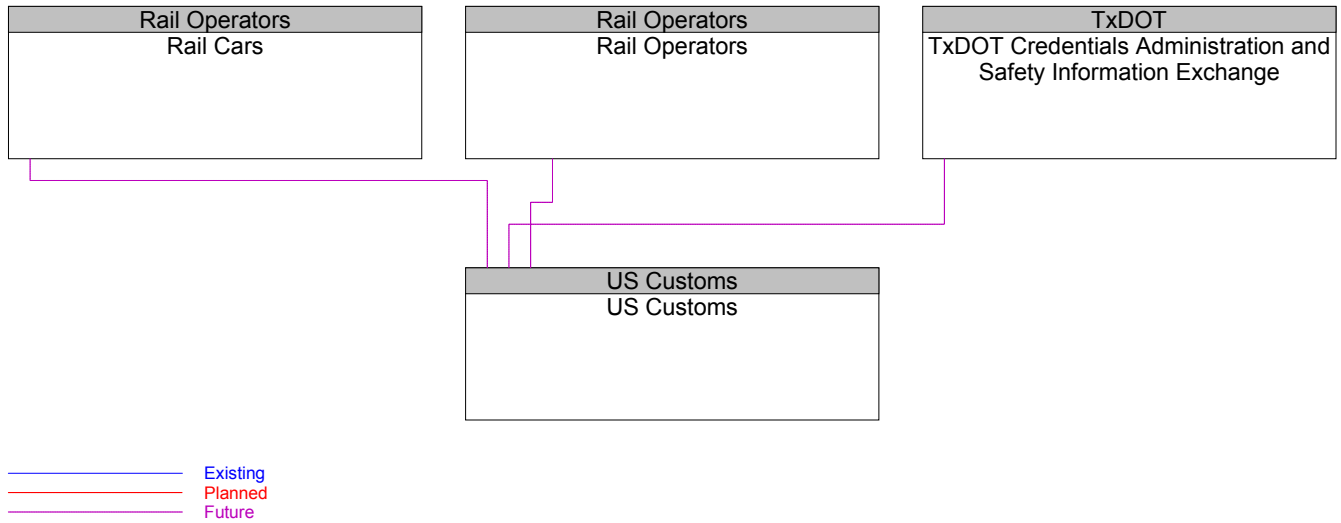 Rail Operators
Rail Cars
Rail Operators
Rail Operators
TxDOT
TxDOT Credentials Administration and
Safety Information Exchange
US Customs
US Customs
Existing
Planned
Future